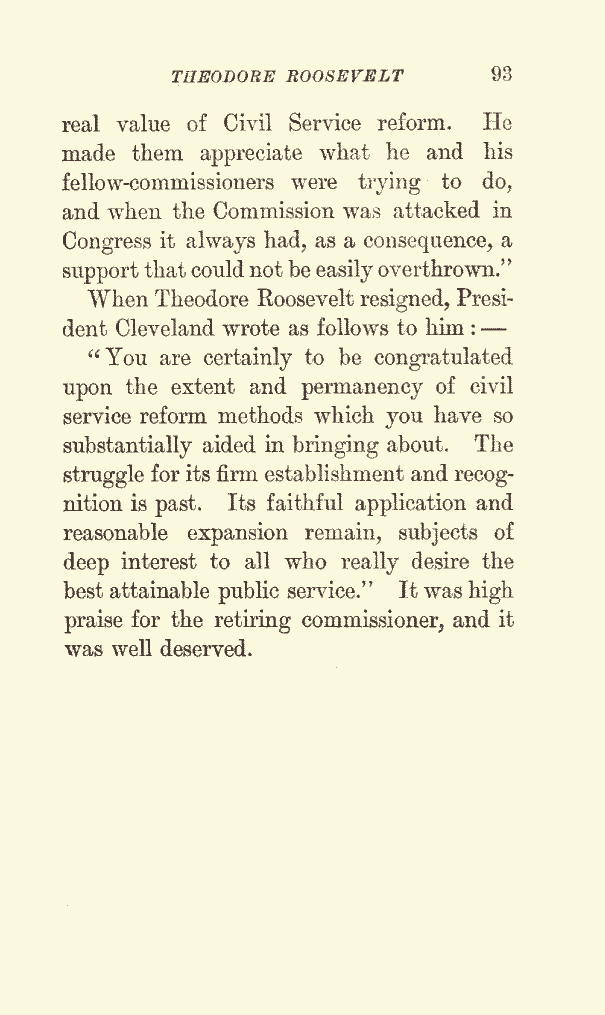 THEODORE ROOSEVELT 93
real value of Civil Service reform. He
made them appreciate what he and his
fellow-commissioners were trying to do,
and when the Commission was attacked in
Congress it always had, as a consequence, a
support that could not be easily overthrown."
When Theodore Roosevelt resigned, Presi-
dent Cleveland wrote as follows to him :—
"You are certainly to be congratulated
upon the extent and permanency of civil
service reform methods which you have so
substantially aided in bringing about. The
struggle for its firm establishment and recog-
nition is past. Its faithful application and
reasonable expansion remain, subjects of
deep interest to all who really desire the
best attainable public service." It was high
praise for the retiring commissioner, and it
was well deserved.